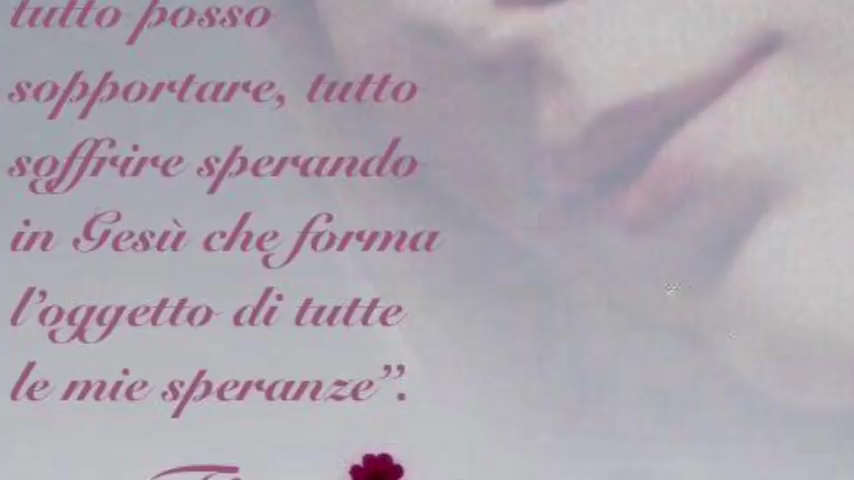 tutto posso
sopportare, tutto
soffrire sperando
in Gesù che forma
l’oggetto di tutte
le mie speranze”.